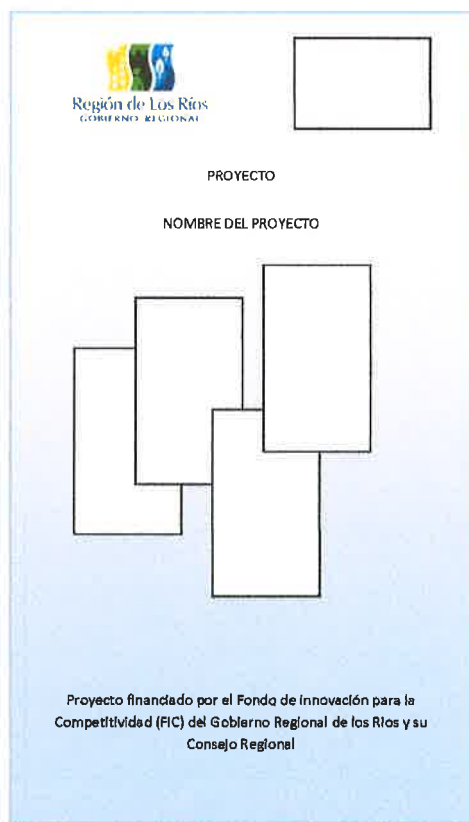 Región de Los Ríos
GOBIERNO REGIONAL
PROYECTO
NOMBRE DEL PROYECTO
Proyecto financiado por el Fondo de Innovación para la
Competitividad (FIC) del Gobierno Regional de los Ríos y su
Consejo Regional